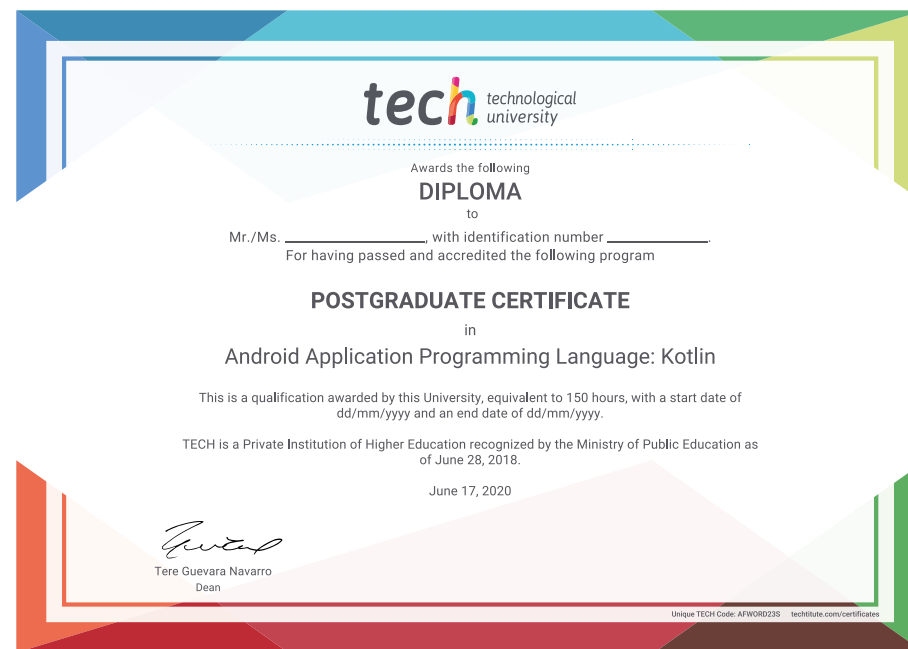 tech technological
university
Awards the following
DIPLOMA
to
Mr./Ms. ____________________, with identification number ______________.
For having passed and accredited the following program
POSTGRADUATE CERTIFICATE
in
Android Application Programming Language: Kotlin
This is a qualification awarded by this University, equivalent to 150 hours, with a start date of
dd/mm/yyyy and an end date of dd/mm/yyyy.
TECH is a Private Institution of Higher Education recognized by the Ministry of Public Education as
of June 28, 2018.
June 17, 2020
Tere Guevara Navarro
Dean
Unique TECH Code: AFWORD23S techtitute.com/certificates